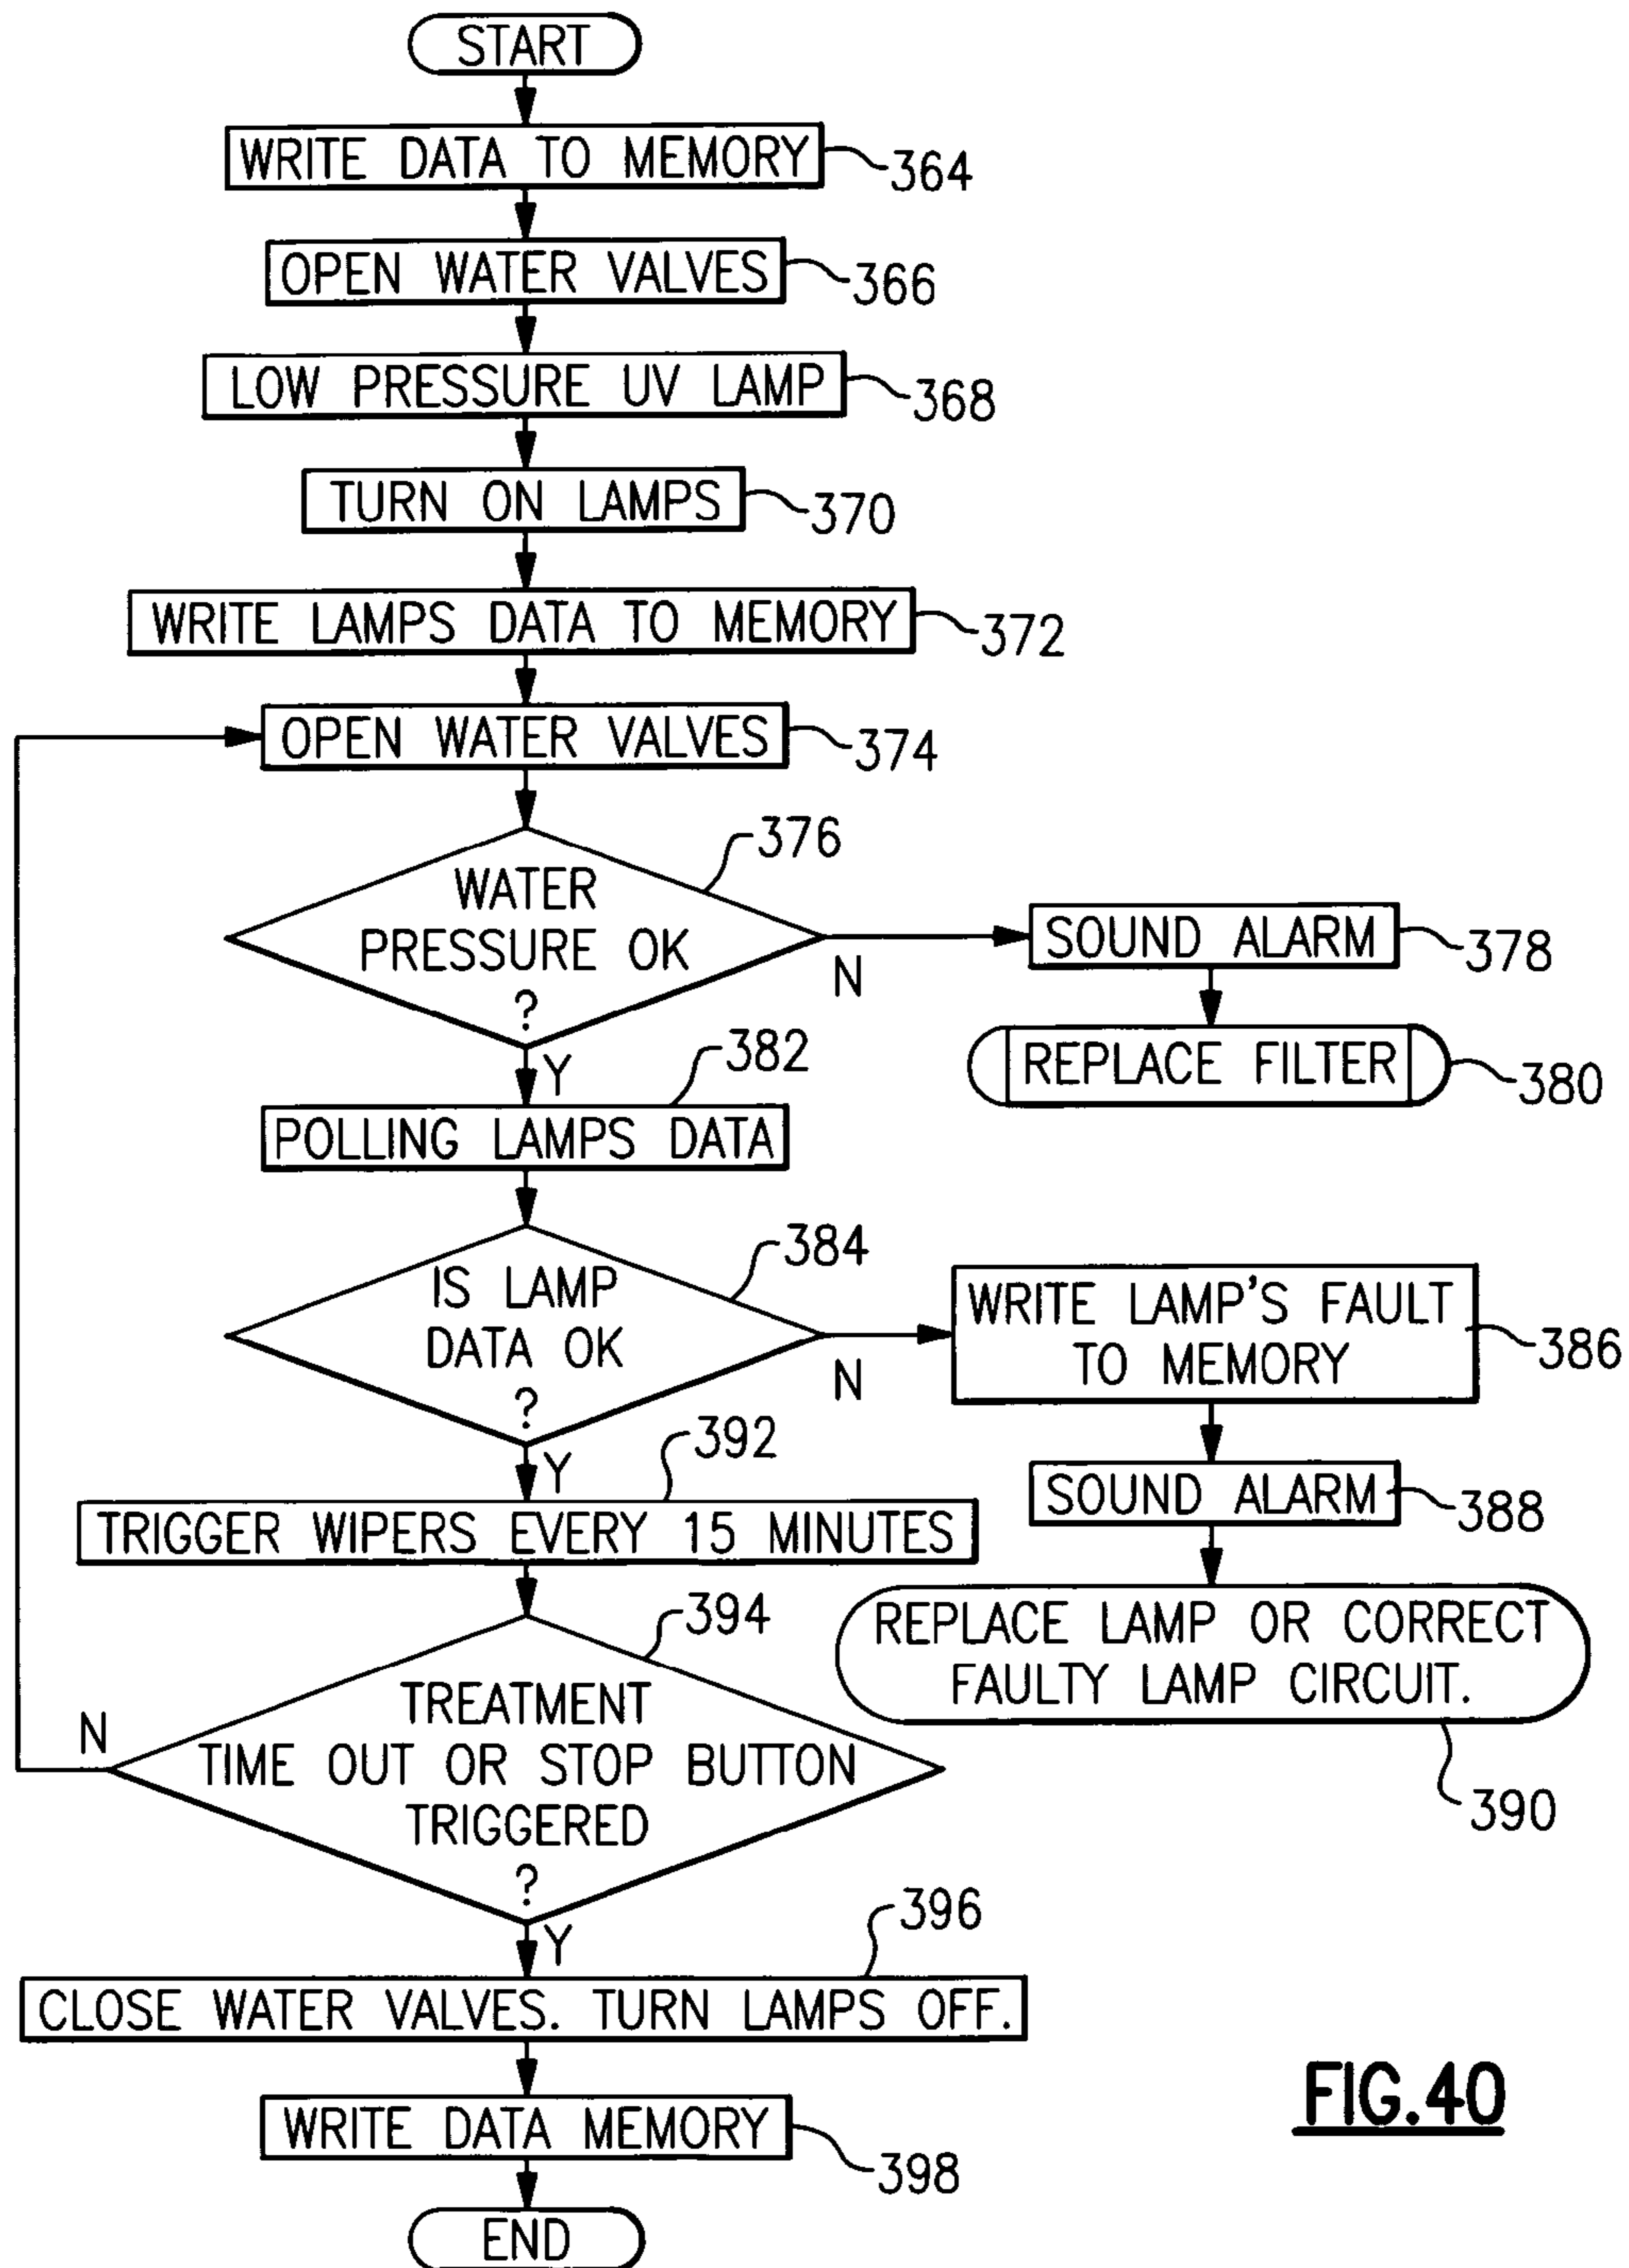 START
WRITE DATA TO MEMORY
364
OPEN WATER VALVES
366
LOW PRESSURE UV LAMP
368
TURN ON LAMPS
370
WRITE LAMPS DATA TO MEMORY
372
OPEN WATER VALVES
374
376
WATER
PRESSURE OK
?
N
SOUND ALARM
378
REPLACE FILTER
380
Y
382
POLLING LAMPS DATA
384
IS LAMP
DATA OK
?
N
WRITE LAMP'S FAULT
TO MEMORY
386
SOUND ALARM
388
REPLACE LAMP OR CORRECT
FAULTY LAMP CIRCUIT.
390
Y
392
TRIGGER WIPERS EVERY 15 MINUTES
394
TREATMENT
TIME OUT OR STOP BUTTON
TRIGGERED
?
N
Y
396
CLOSE WATER VALVES. TURN LAMPS OFF.
WRITE DATA MEMORY
398
END
FIG.40